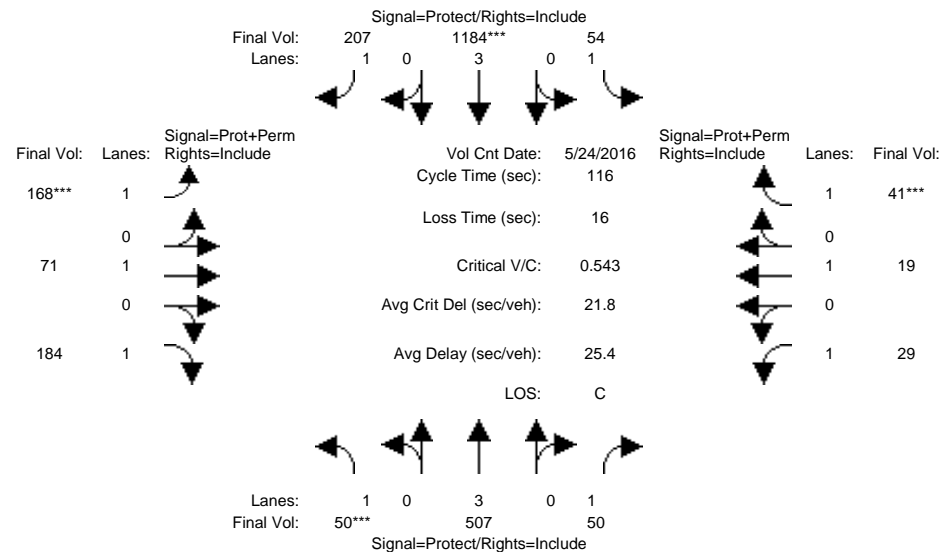 Signal=Protect/Rights=Include
Final Vol: 207 1184*** 54
Lanes: 1 0 3 0 1
Signal=Prot+Perm
Final Vol: Lanes: Rights=Include
Vol Cnt Date: 5/24/2016
Signal=Prot+Perm
Rights=Include Lanes: Final Vol:
Cycle Time (sec): 116
168*** 1
1 41***
Loss Time (sec): 16
0
0
71 1
Critical V/C: 0.543
1 19
0
Avg Crit Del (sec/veh): 21.8
0
184 1
Avg Delay (sec/veh): 25.4
1 29
LOS: C
Lanes: 1 0 3 0 1
Final Vol: 50*** 507 50
Signal=Protect/Rights=Include